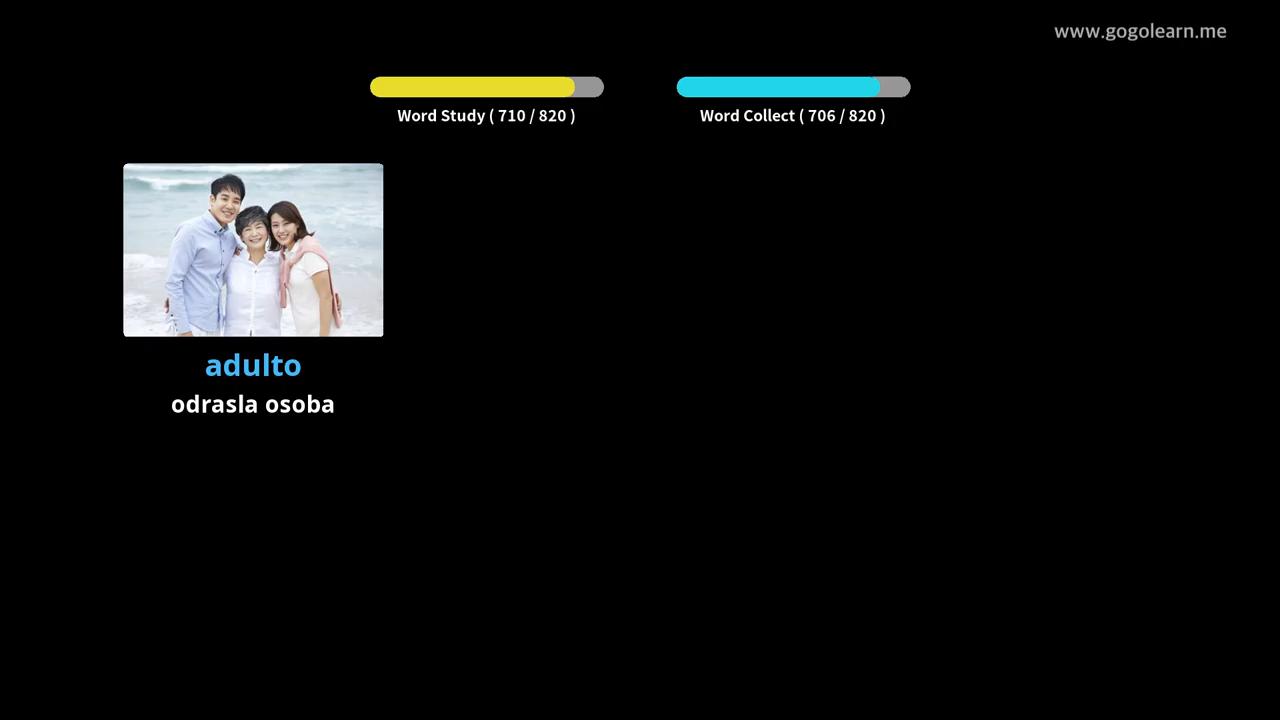 www.gogolearn.me
Word Study ( 710 / 820 )
Word Collect ( 706 / 820 )
adulto
odrasla osoba